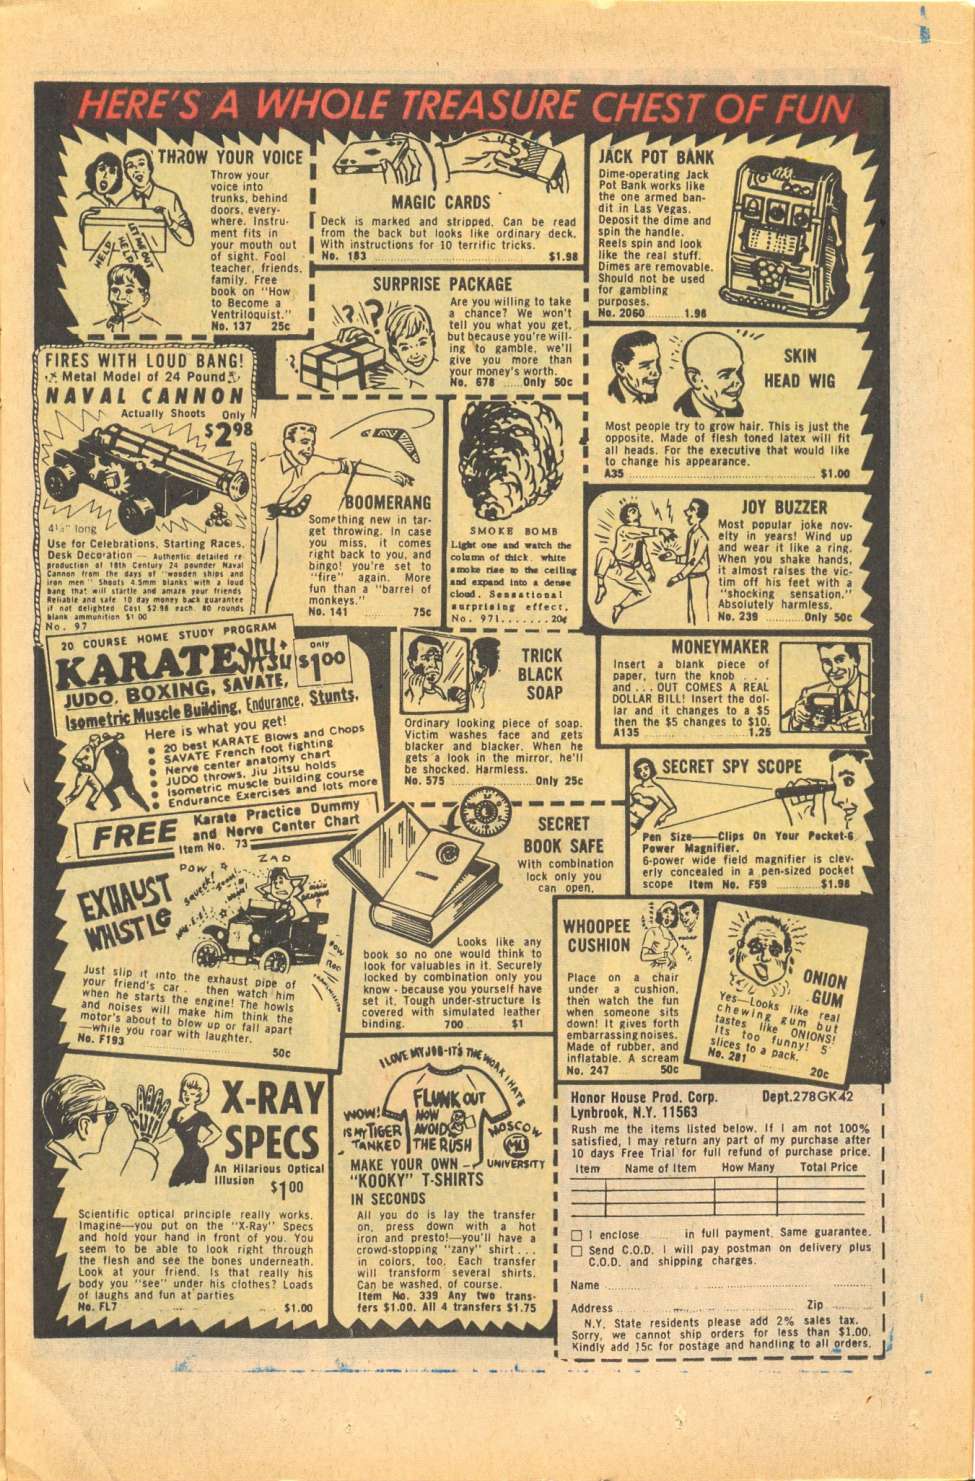 HERE'S A WHOLE TREASURE CHEST OF FUN
THROW YOUR VOICE
Throw your
voice into
trunks, behind
doors, every-
where. Instru-
ment fits in
your mouth out
of sight. Fool
teacher, friends,
family. Free
book on "How
to Become a
Ventriloquist."
No. 137 25c
HELP
HELP
LET ME OUT
MAGIC CARDS
Deck is marked and stripped. Can be read
from the back but looks like ordinary deck.
With instructions for 10 terrific tricks.
No. 183 $1.98
SURPRISE PACKAGE
Are you willing to take
a chance? We won't
tell you what you get,
but because you're will-
ing to gamble, we'll
give you more than
your money's worth.
No. 678 ......Only 50c
JACK POT BANK
Dime-operating Jack
Pot Bank works like
the one armed ban-
dit in Las Vegas.
Deposit the dime and
spin the handle.
Reels spin and look
like the real stuff.
Dimes are removable.
Should not be used
for gambling
purposes.
No. 2060..........1.98
FIRES WITH LOUD BANG!
Metal Model of 24 Pound
NAVAL CANNON
Actually Shoots Only
$2.98
4½" long
Use for Celebrations, Starting Races,
Desk Decoration — Authentic detailed re
production of 18th Century 24 pounder Naval
Cannon from the days of "wooden ships and
iron men" Shoots 4.5mm blanks with a loud
bang that will startle and amaze your friends
Reliable and safe 10 day money back guarantee
if not delighted Cost $2.98 each. 80 rounds
blank ammunition $1 00
No. 97
BOOMERANG
Something new in tar-
get throwing. In case
you miss, it comes
right back to you, and
bingo! you're set to
"fire" again. More
fun than a "barrel of
monkeys."
No. 141 75c
SMOKE BOMB
Light one and watch the
column of thick, white
smoke rise to the ceiling
and expand into a dense
cloud. Sensational
surprising effect.
No. 971.......20¢
SKIN
HEAD WIG
Most people try to grow hair. This is just the
opposite. Made of flesh toned latex will fit
all heads. For the executive that would like
to change his appearance.
A35 $1.00
JOY BUZZER
Most popular joke nov-
elty in years! Wind up
and wear it like a ring.
When you shake hands,
it almost raises the vic-
tim off his feet with a
"shocking sensation."
Absolutely harmless.
No. 239 Only 50c
20 COURSE HOME STUDY PROGRAM
KARATE JIU + JITSU
only
$1 00
JUDO, BOXING, SAVATE,
Isometric Muscle Building, Endurance, Stunts.
Here is what you get!
● 20 best KARATE Blows and Chops
● SAVATE French foot fighting
● Nerve center anatomy chart
● JUDO throws, Jiu Jitsu holds
● Isometric muscle building course
● Endurance Exercises and lots more
FREE Karate Practice Dummy
and Nerve Center Chart
Item No. 73
TRICK
BLACK
SOAP
Ordinary looking piece of soap.
Victim washes face and gets
blacker and blacker. When he
gets a look in the mirror, he'll
be shocked. Harmless.
No. 575 Only 25c
MONEYMAKER
Insert a blank piece of
paper, turn the knob ...
and ... OUT COMES A REAL
DOLLAR BILL! Insert the dol-
lar and it changes to a $5
then the $5 changes to $10.
A135 1.25
SECRET SPY SCOPE
Pen Size—Clips On Your Pocket-6
Power Magnifier.
6-power wide field magnifier is clev-
erly concealed in a pen-sized pocket
scope Item No. F59 $1.98
SECRET
BOOK SAFE
With combination
lock only you
can open.
Looks like any
book so no one would think to
look for valuables in it. Securely
locked by combination only you
know - because you yourself have
set it. Tough under-structure is
covered with simulated leather
binding. 700 $1
EXHAUST
WHISTLE
POW
ZAD
POW
Just slip it into the exhaust pipe of
your friend's car . then watch him
when he starts the engine! The howls
and noises will make him think the
motor's about to blow up or fall apart
—while you roar with laughter.
No. F193
50c
WHOOPEE
CUSHION
Place on a chair
under a cushion,
then watch the fun
when someone sits
down! It gives forth
embarrassing noises.
Made of rubber, and
inflatable. A scream
No. 247 50c
ONION
GUM
Yes—Looks like real
chewing gum but
tastes like ONIONS!
Its too funny! 5
slices to a pack.
No. 281
20c
X-RAY
SPECS
An Hilarious Optical
Illusion $1 00
Scientific optical principle really works.
Imagine—you put on the "X-Ray" Specs
and hold your hand in front of you. You
seem to be able to look right through
the flesh and see the bones underneath.
Look at your friend. Is that really his
body you "see" under his clothes? Loads
of laughs and fun at parties
No. FL7 $1.00
I LOVE MY JOB-IT'S THE WORK I HATE
FLUNK OUT
NOW
AVOID
THE RUSH
WOW!
IS MY TIGER
TANKED
MOSCOW
MU
UNIVERSITY
MAKE YOUR OWN -
"KOOKY" T-SHIRTS
IN SECONDS
All you do is lay the transfer
on, press down with a hot
iron and presto!—you'll have a
crowd-stopping "zany" shirt ...
in colors, too. Each transfer
will transform several shirts.
Can be washed, of course.
Item No. 339 Any two trans-
fers $1.00. All 4 transfers $1.75
Honor House Prod. Corp. Dept.278GK42
Lynbrook, N.Y. 11563
Rush me the items listed below. If I am not 100%
satisfied, I may return any part of my purchase after
10 days Free Trial for full refund of purchase price.
Item Name of Item How Many Total Price
I enclose in full payment. Same guarantee.
Send C.O.D. I will pay postman on delivery plus
C.O.D. and shipping charges.
Name
Address Zip
N.Y. State residents please add 2% sales tax.
Sorry, we cannot ship orders for less than $1.00.
Kindly add 15c for postage and handling to all orders.